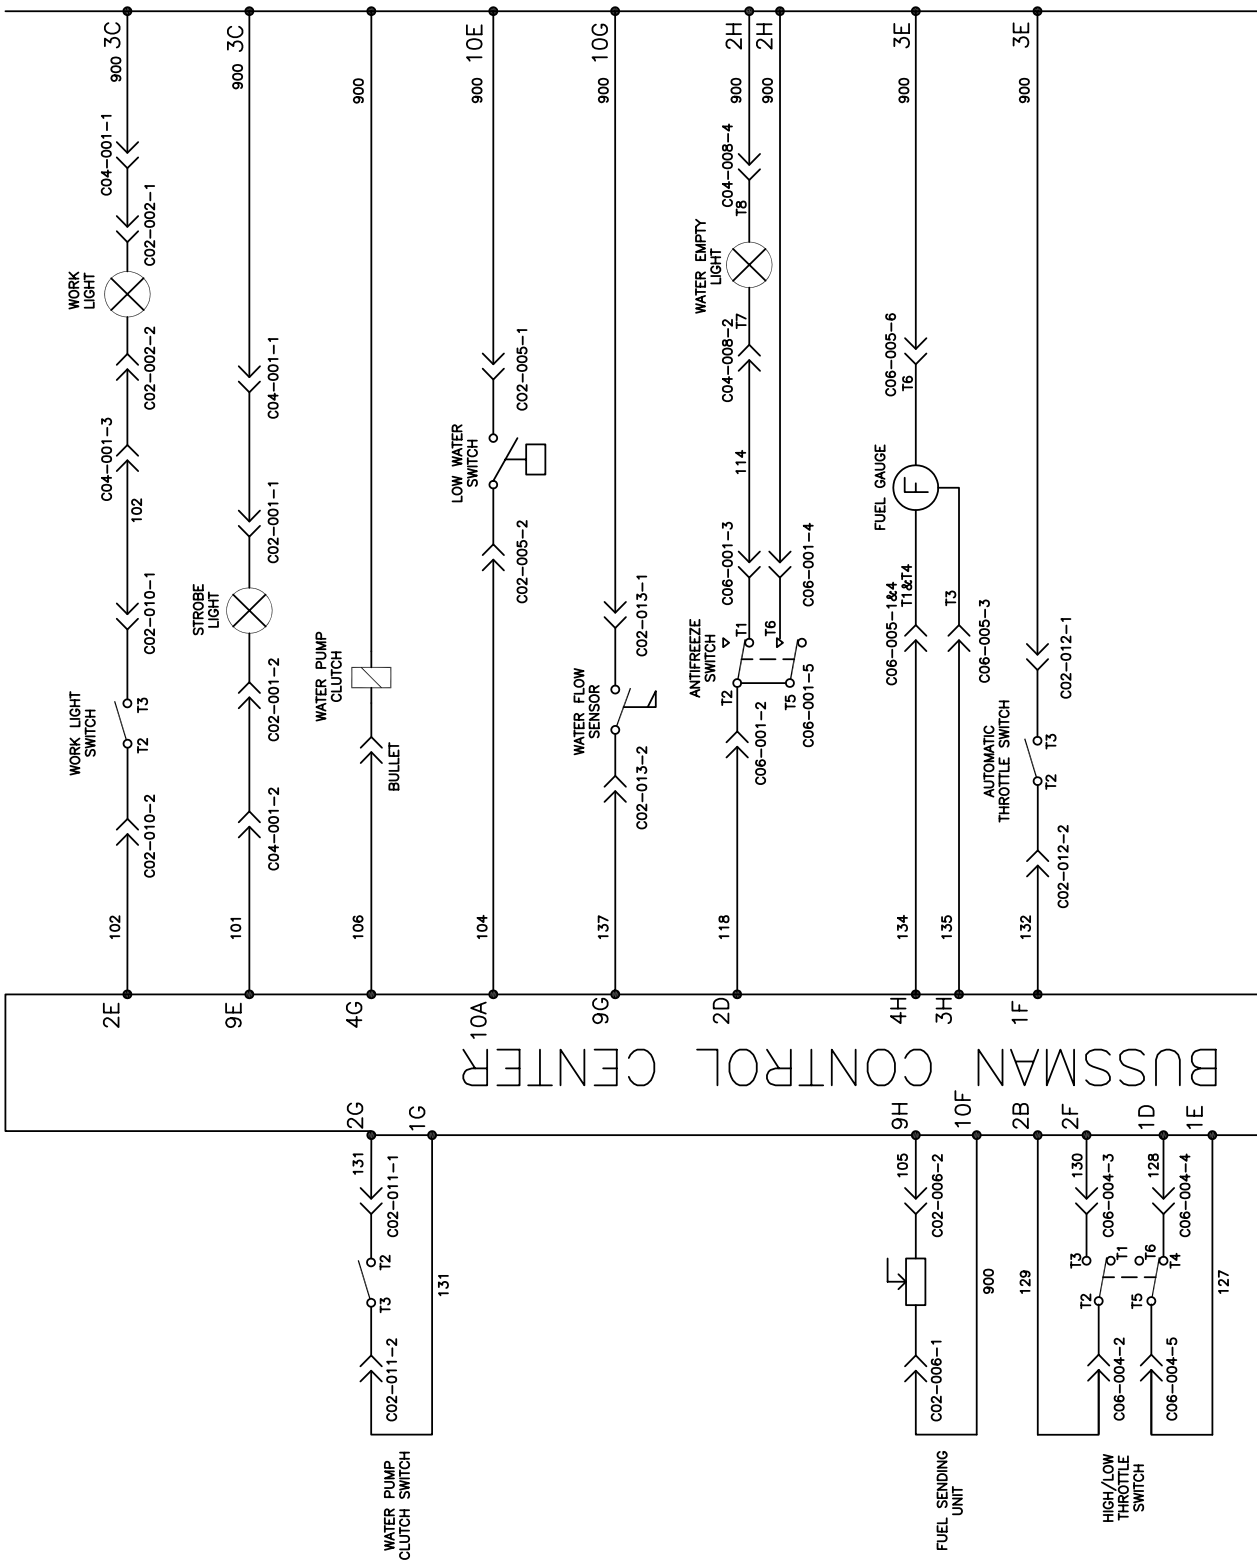 3C
900
C04-001-1
C02-002-1
WORK
LIGHT
C02-002-2
C04-001-3
102
C02-010-1
T3
T2
WORK LIGHT
SWITCH
C02-010-2
102
2E
3C
900
C04-001-1
C02-001-1
STROBE
LIGHT
C02-001-2
C04-001-2
101
9E
900
WATER PUMP
CLUTCH
BULLET
106
4G
10E
900
C02-005-1
LOW WATER
SWITCH
C02-005-2
104
10A
10G
900
C02-013-1
WATER FLOW
SENSOR
C02-013-2
137
9G
2H
2H
900
900
C04-008-4
T8
WATER EMPTY
LIGHT
T7
C04-008-2
114
C06-001-3
C06-001-4
T1
T6
ANTIFREEZE
SWITCH
T2
T5
C06-001-5
C06-001-2
118
2D
3E
900
C06-005-6
T6
FUEL GAUGE
F
T1&T4
C06-005-1&4
T3
C06-005-3
134
135
4H
3H
3E
900
C02-012-1
T3
T2
AUTOMATIC
THROTTLE SWITCH
C02-012-2
132
1F
BUSSMAN CONTROL CENTER
2G
1G
131
C02-011-1
T2
T3
C02-011-2
131
WATER PUMP
CLUTCH SWITCH
9H
10F
105
C02-006-2
C02-006-1
900
FUEL SENDING
UNIT
2B
2F
1D
1E
129
130
C06-004-3
128
C06-004-4
T3
T1
T6
T4
T2
T5
127
C06-004-2
C06-004-5
HIGH/LOW
THROTTLE
SWITCH